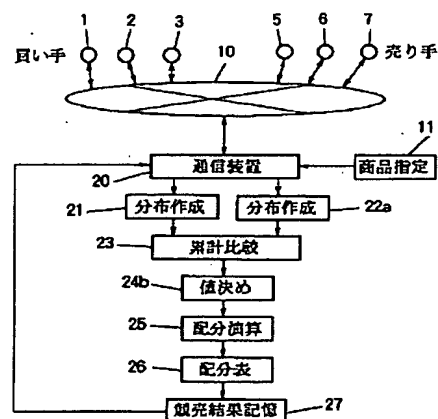 1 2 3 5 6 7
買い手 10 売り手
11
通信装置 商品指定
20
21 分布作成 分布作成 22a
23 累計比較
24b 値決め
25 配分演算
26 配分表
競売結果記憶 27